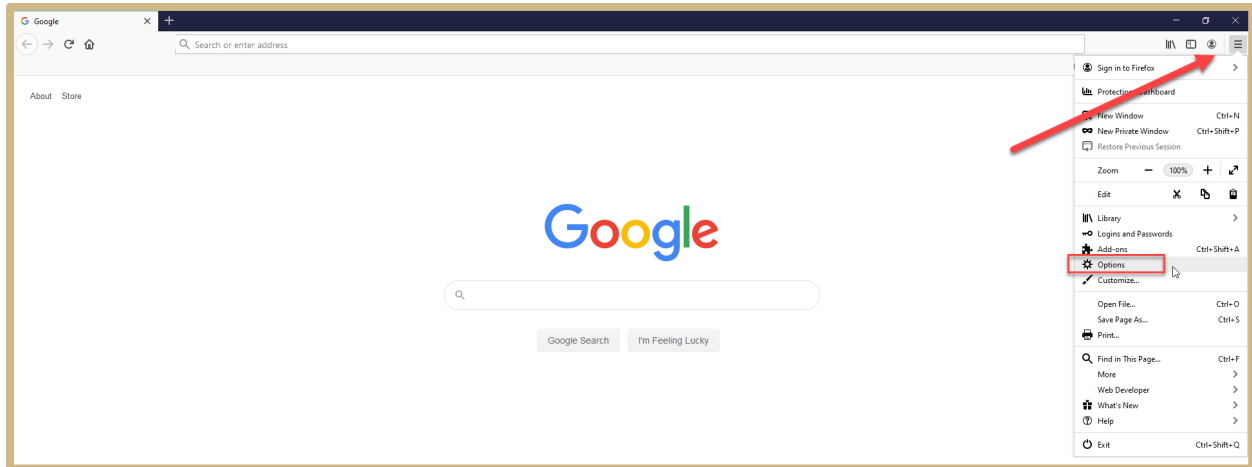 Google
Search or enter address
Sign in to Firefox
Protections Dashboard
About Store
New Window Ctrl+N
New Private Window Ctrl+Shift+P
Restore Previous Session
Zoom 100%
Edit
Library
Logins and Passwords
Add-ons Ctrl+Shift+A
Options
Customize...
Google
Google Search I'm Feeling Lucky
Open File... Ctrl+O
Save Page As... Ctrl+S
Print...
Find in This Page... Ctrl+F
More
Web Developer
What's New
Help
Exit Ctrl+Shift+Q